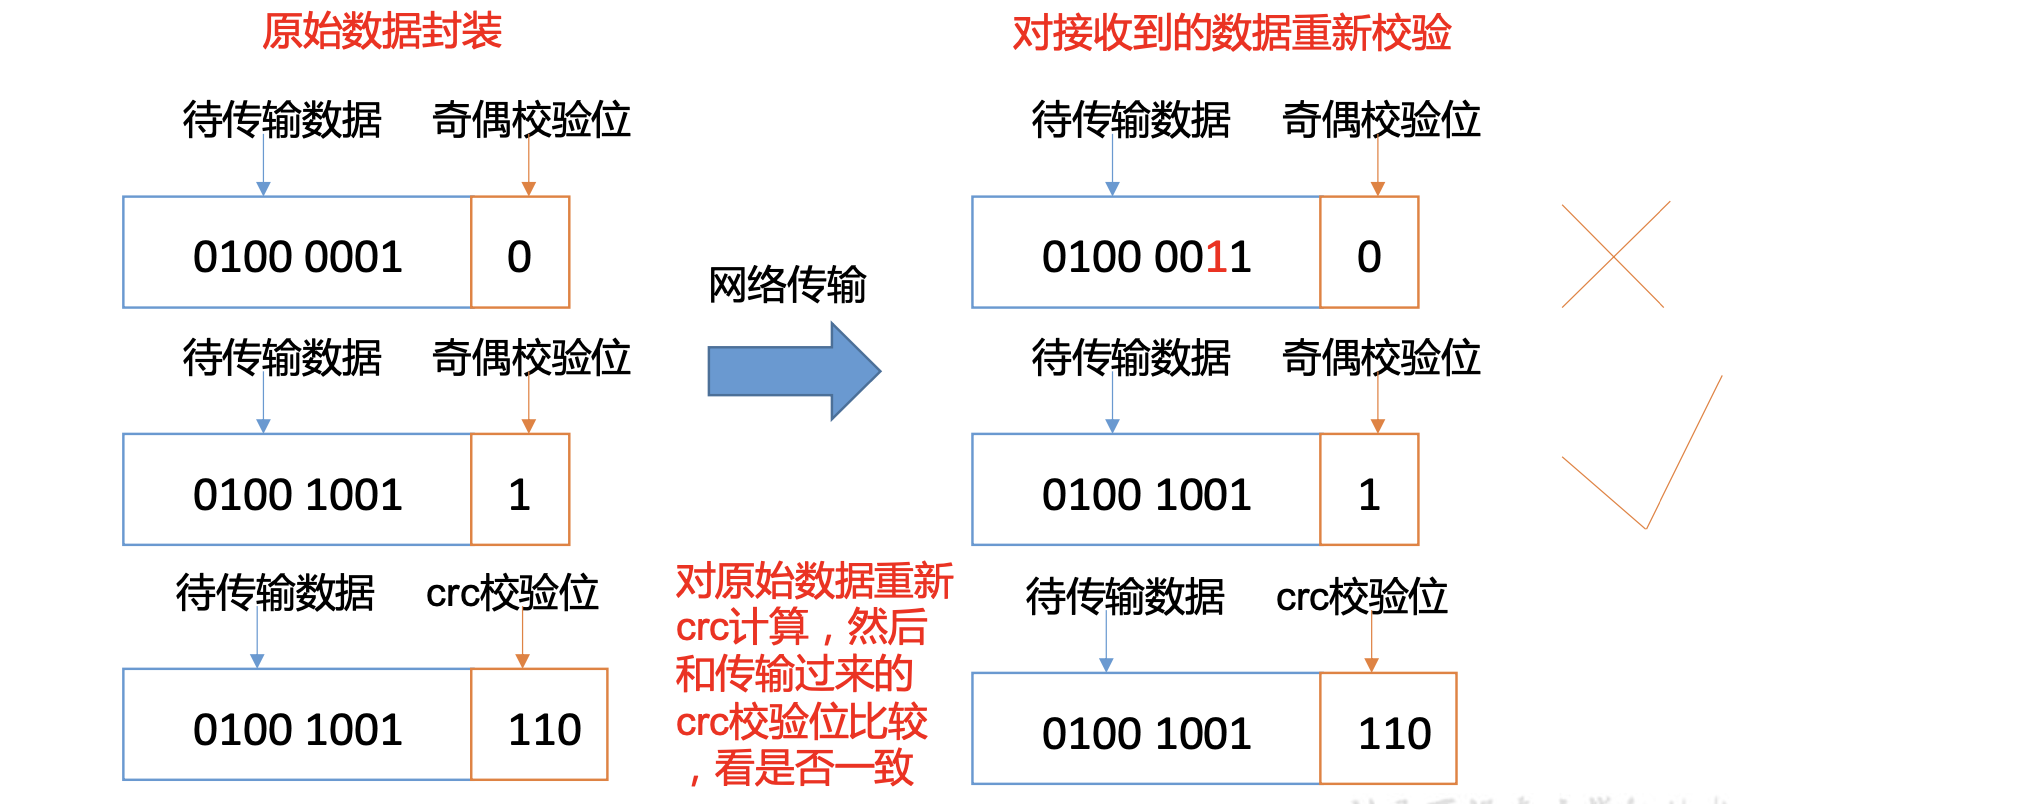 原始数据封装
对接收到的数据重新校验
待传输数据 奇偶校验位
待传输数据 奇偶校验位
0100 0001 0
0100 0011 0
网络传输
待传输数据 奇偶校验位
待传输数据 奇偶校验位
0100 1001 1
0100 1001 1
对原始数据重新
crc计算，然后
和传输过来的
crc校验位比较
，看是否一致
待传输数据 crc校验位
待传输数据 crc校验位
0100 1001 110
0100 1001 110